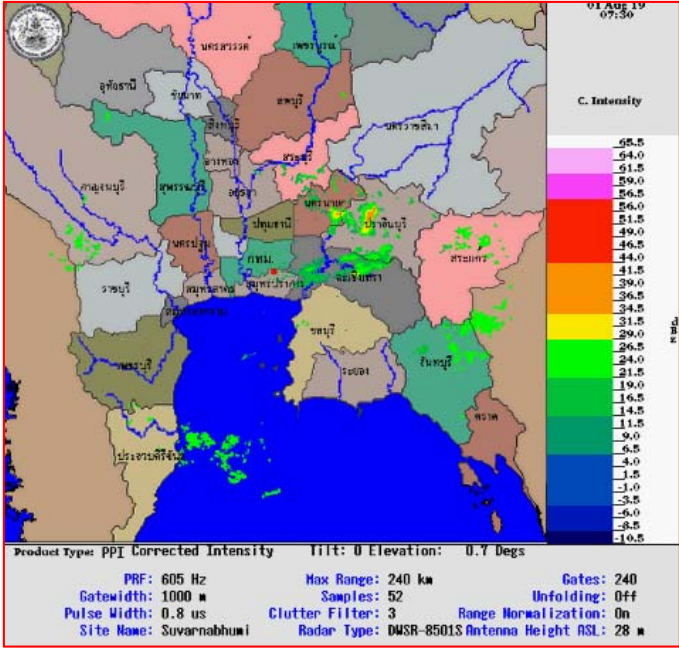 01 Aug 19
07:30
นครสวรรค์
เพชรบูรณ์
อุทัยธานี
ชัยนาท
ลพบุรี
สิงห์บุรี
นครราชสีมา
อ่างทอง
สระบุรี
กาญจนบุรี
สุพรรณบุรี
อยุธยา
นครนายก
ปราจีนบุรี
ปทุมธานี
นครปฐม
กทม.
สระแก้ว
ฉะเชิงเทรา
ราชบุรี
สมุทรสาคร
สมุทรปราการ
สมุทรสงคราม
ชลบุรี
เพชรบุรี
ระยอง
จันทบุรี
ตราด
ประจวบคีรีขันธ์
C. Intensity
65.5
64.0
61.5
59.0
56.5
56.0
51.5
49.0
46.5
44.0
41.5
39.0
36.5
34.5
31.5
29.0
26.5
24.0
21.5
19.0
16.5
14.5
11.5
9.0
6.5
4.0
-1.0
-3.5
-6.0
-8.5
-10.5
Product Type: PPI Corrected Intensity Tilt: 0 Elevation: 0.7 Degs
PRF: 605 Hz Max Range: 240 km Gates: 240
Gatewidth: 1000 m Samples: 52 Unfolding: Off
Pulse Width: 0.8 us Clutter Filter: 3 Range Normalization: On
Site Name: Suvarnabhumi Radar Type: DWSR-8501S Antenna Height ASL: 28 m